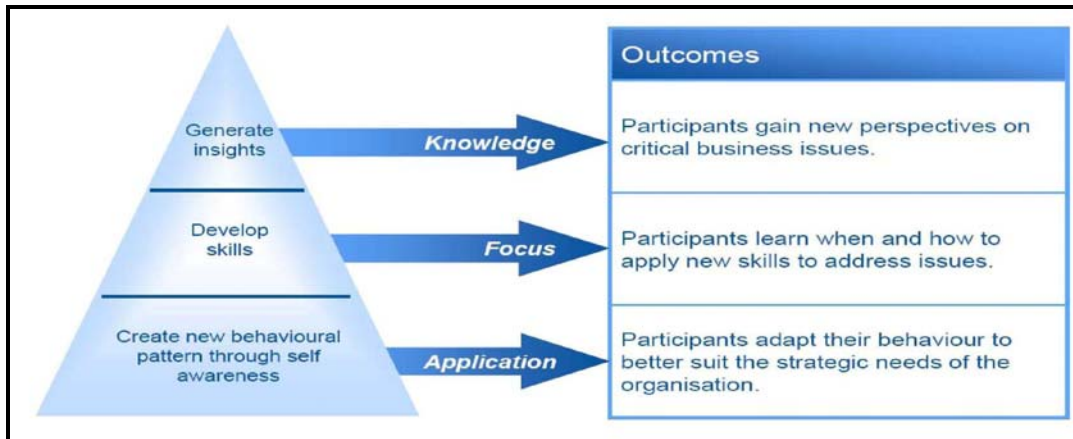 Generate
insights
Knowledge
Develop
skills
Focus
Create new behavioural
pattern through self
awareness
Application
Outcomes
Participants gain new perspectives on
critical business issues.
Participants learn when and how to
apply new skills to address issues.
Participants adapt their behaviour to
better suit the strategic needs of the
organisation.